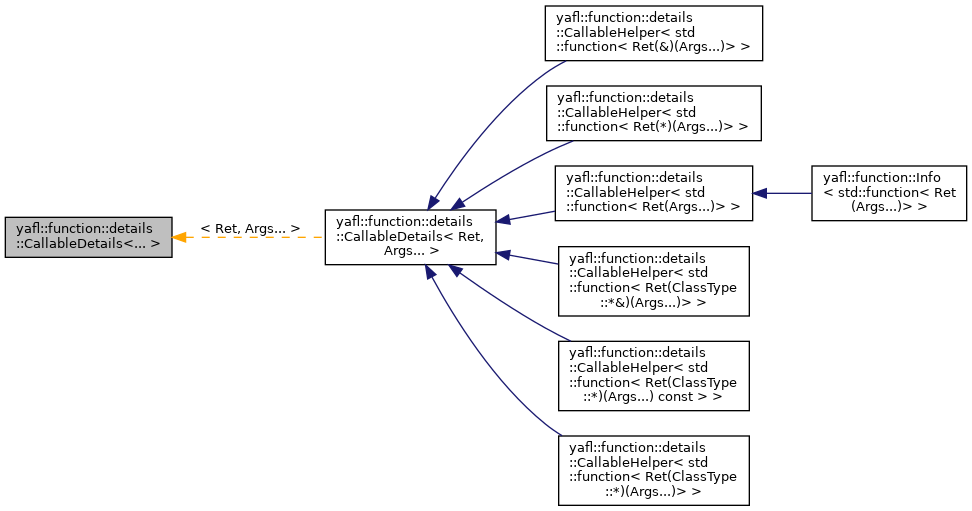 yafl::function::details
::CallableHelper< std
::function< Ret(&)(Args...)> >
yafl::function::details
::CallableHelper< std
::function< Ret(*)(Args...)> >
yafl::function::details
::CallableHelper< std
::function< Ret(Args...)> >
yafl::function::Info
< std::function< Ret
(Args...)> >
yafl::function::details
::CallableDetails<... >
< Ret, Args... >
yafl::function::details
::CallableDetails< Ret,
Args... >
yafl::function::details
::CallableHelper< std
::function< Ret(ClassType
::*&)(Args...)> >
yafl::function::details
::CallableHelper< std
::function< Ret(ClassType
::*)(Args...) const > >
yafl::function::details
::CallableHelper< std
::function< Ret(ClassType
::*)(Args...)> >